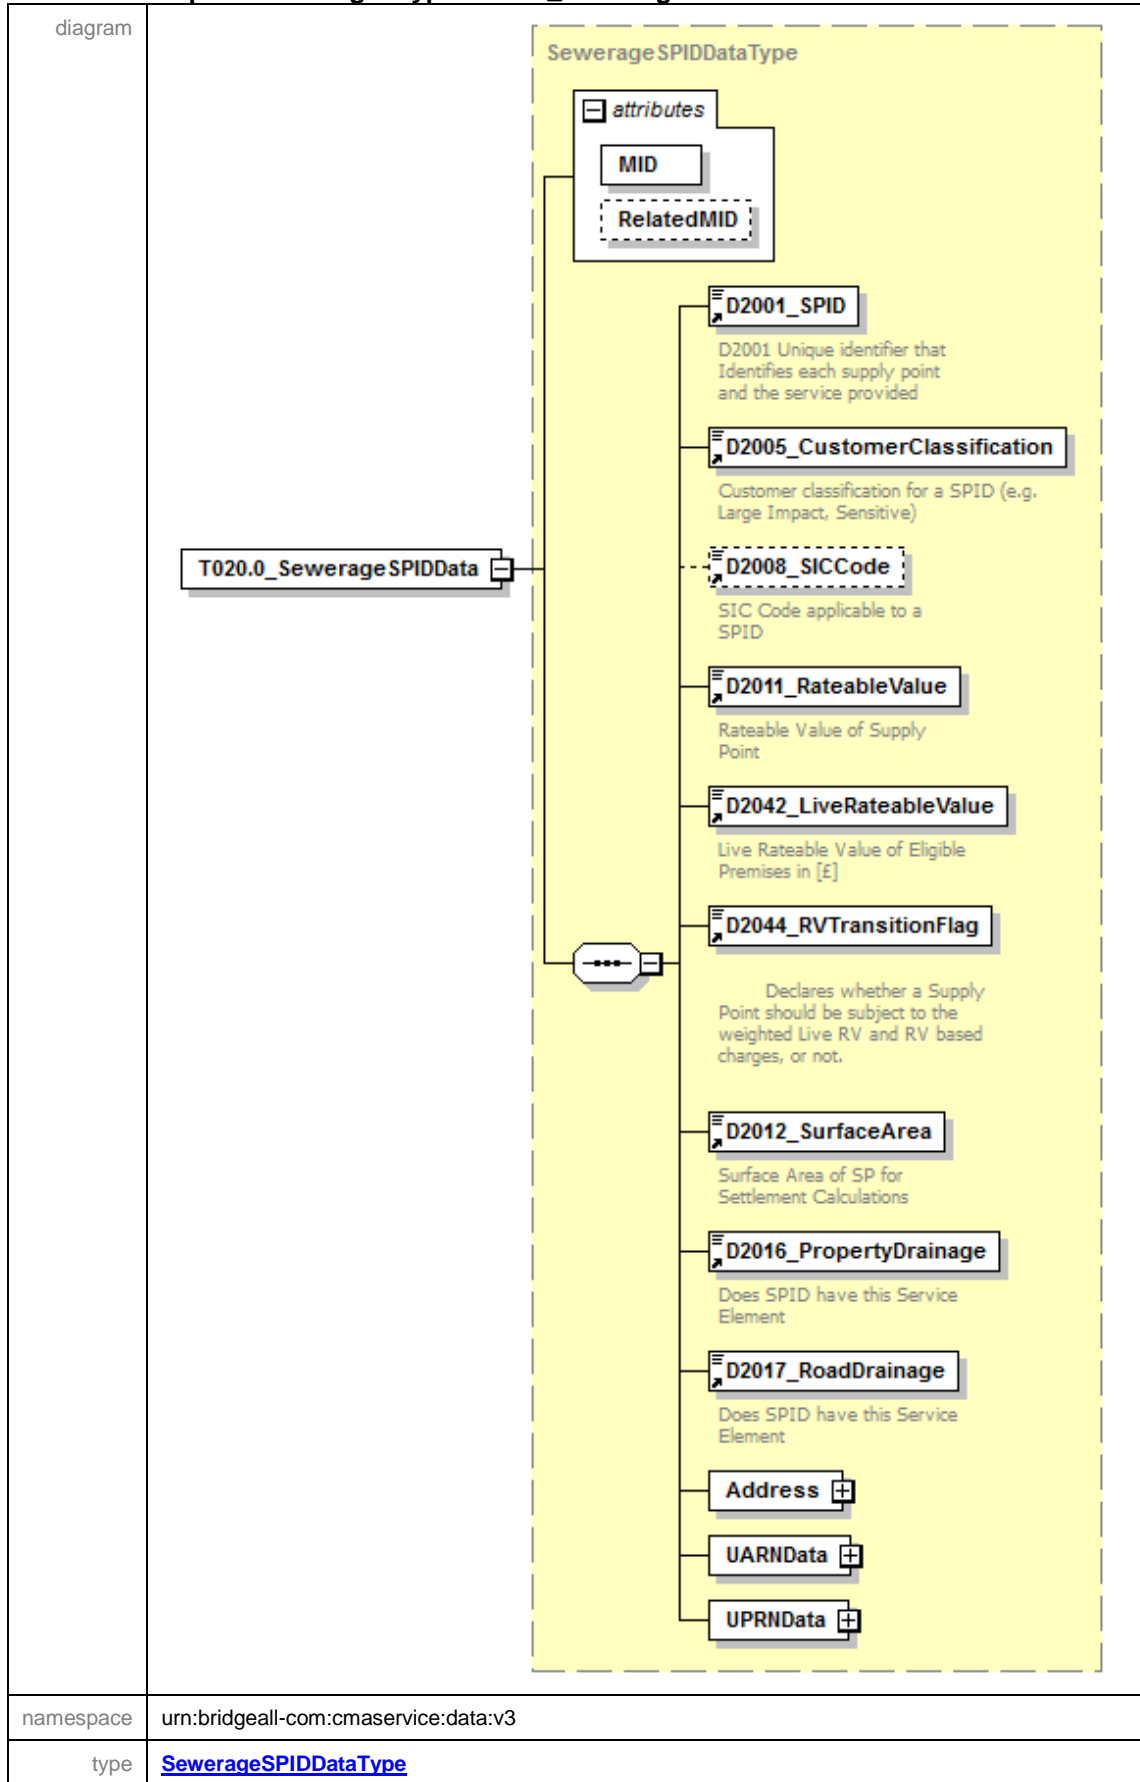 diagram
SewerageSPIDDataType
attributes
MID
RelatedMID
D2001_SPID
D2001 Unique identifier that
Identifies each supply point
and the service provided
D2005_CustomerClassification
Customer classification for a SPID (e.g.
Large Impact, Sensitive)
T020.0_SewerageSPIDData
D2008_SICCode
SIC Code applicable to a
SPID
D2011_RateableValue
Rateable Value of Supply
Point
D2042_LiveRateableValue
Live Rateable Value of Eligible
Premises in [£]
D2044_RVTransitionFlag
Declares whether a Supply
Point should be subject to the
weighted Live RV and RV based
charges, or not.
D2012_SurfaceArea
Surface Area of SP for
Settlement Calculations
D2016_PropertyDrainage
Does SPID have this Service
Element
D2017_RoadDrainage
Does SPID have this Service
Element
Address
UARNData
UPRNData
namespace urn:bridgeall-com:cmaservice:data:v3
type SewerageSPIDDataType